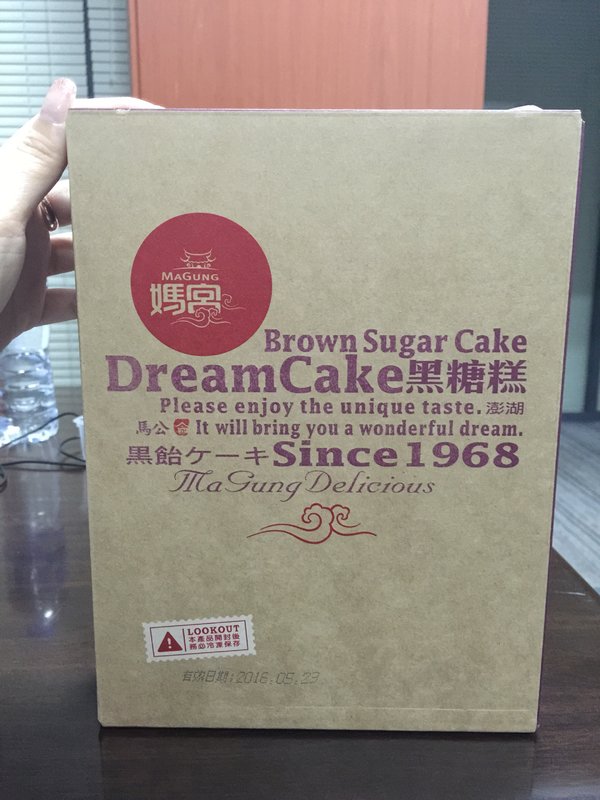 MAGUNG
媽宮
Brown Sugar Cake
DreamCake黑糖糕
Please enjoy the unique taste. 澎湖
馬公 It will bring you a wonderful dream.
黒飴ケーキSince1968
MaGung Delicious
LOOKOUT
本產品開封後
務必冷凍保存
有效日期:2016.05.23